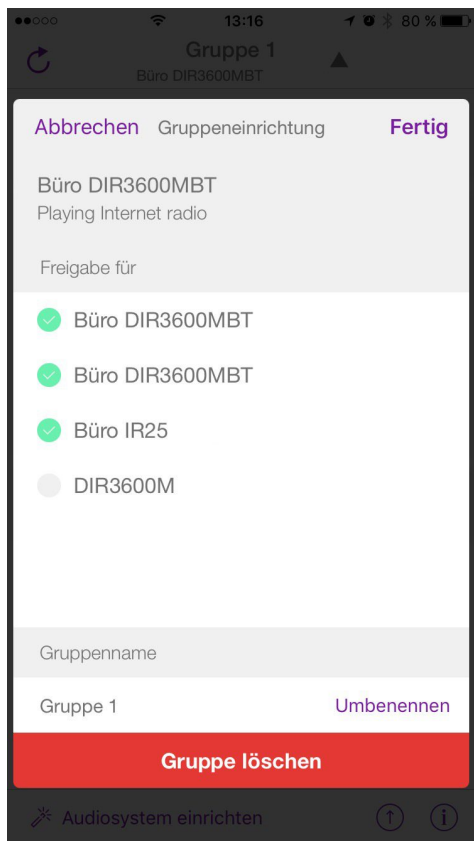 13:16 80 %
Gruppe 1
Büro DIR3600MBT
Abbrechen Gruppeneinrichtung Fertig
Büro DIR3600MBT
Playing Internet radio
Freigabe für
Büro DIR3600MBT
Büro DIR3600MBT
Büro IR25
DIR3600M
Gruppenname
Gruppe 1 Umbenennen
Gruppe löschen
Audiosystem einrichten